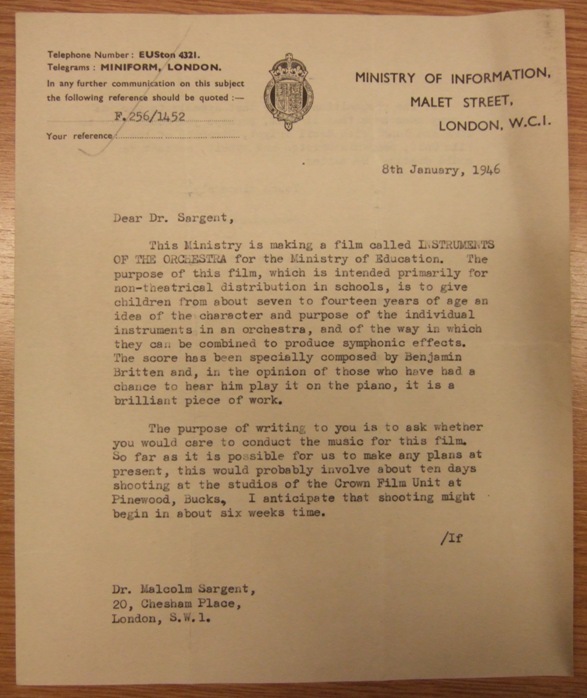 Telephone Number : EUSton 4321.
Telegrams : MINIFORM, LONDON.
In any further communication on this subject
the following reference should be quoted :—
F.256/1452
Your reference
MINISTRY OF INFORMATION,
MALET STREET,
LONDON, W.C.1.
8th January, 1946
Dear Dr. Sargent,
This Ministry is making a film called INSTRUMENTS
OF THE ORCHESTRA for the Ministry of Education. The
purpose of this film, which is intended primarily for
non-theatrical distribution in schools, is to give
children from about seven to fourteen years of age an
idea of the character and purpose of the individual
instruments in an orchestra, and of the way in which
they can be combined to produce symphonic effects.
The score has been specially composed by Benjamin
Britten and, in the opinion of those who have had a
chance to hear him play it on the piano, it is a
brilliant piece of work.
The purpose of writing to you is to ask whether
you would care to conduct the music for this film.
So far as it is possible for us to make any plans at
present, this would probably involve about ten days
shooting at the studios of the Crown Film Unit at
Pinewood, Bucks. I anticipate that shooting might
begin in about six weeks time.
/If
Dr. Malcolm Sargent,
20, Chesham Place,
London, S.W.1.